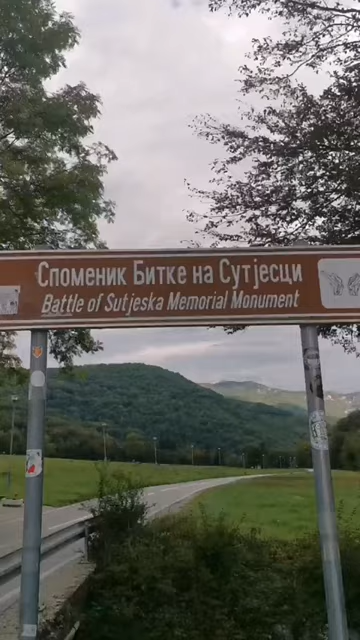 Споменик Битке на Сутјесци
Battle of Sutjeska Memorial Monument